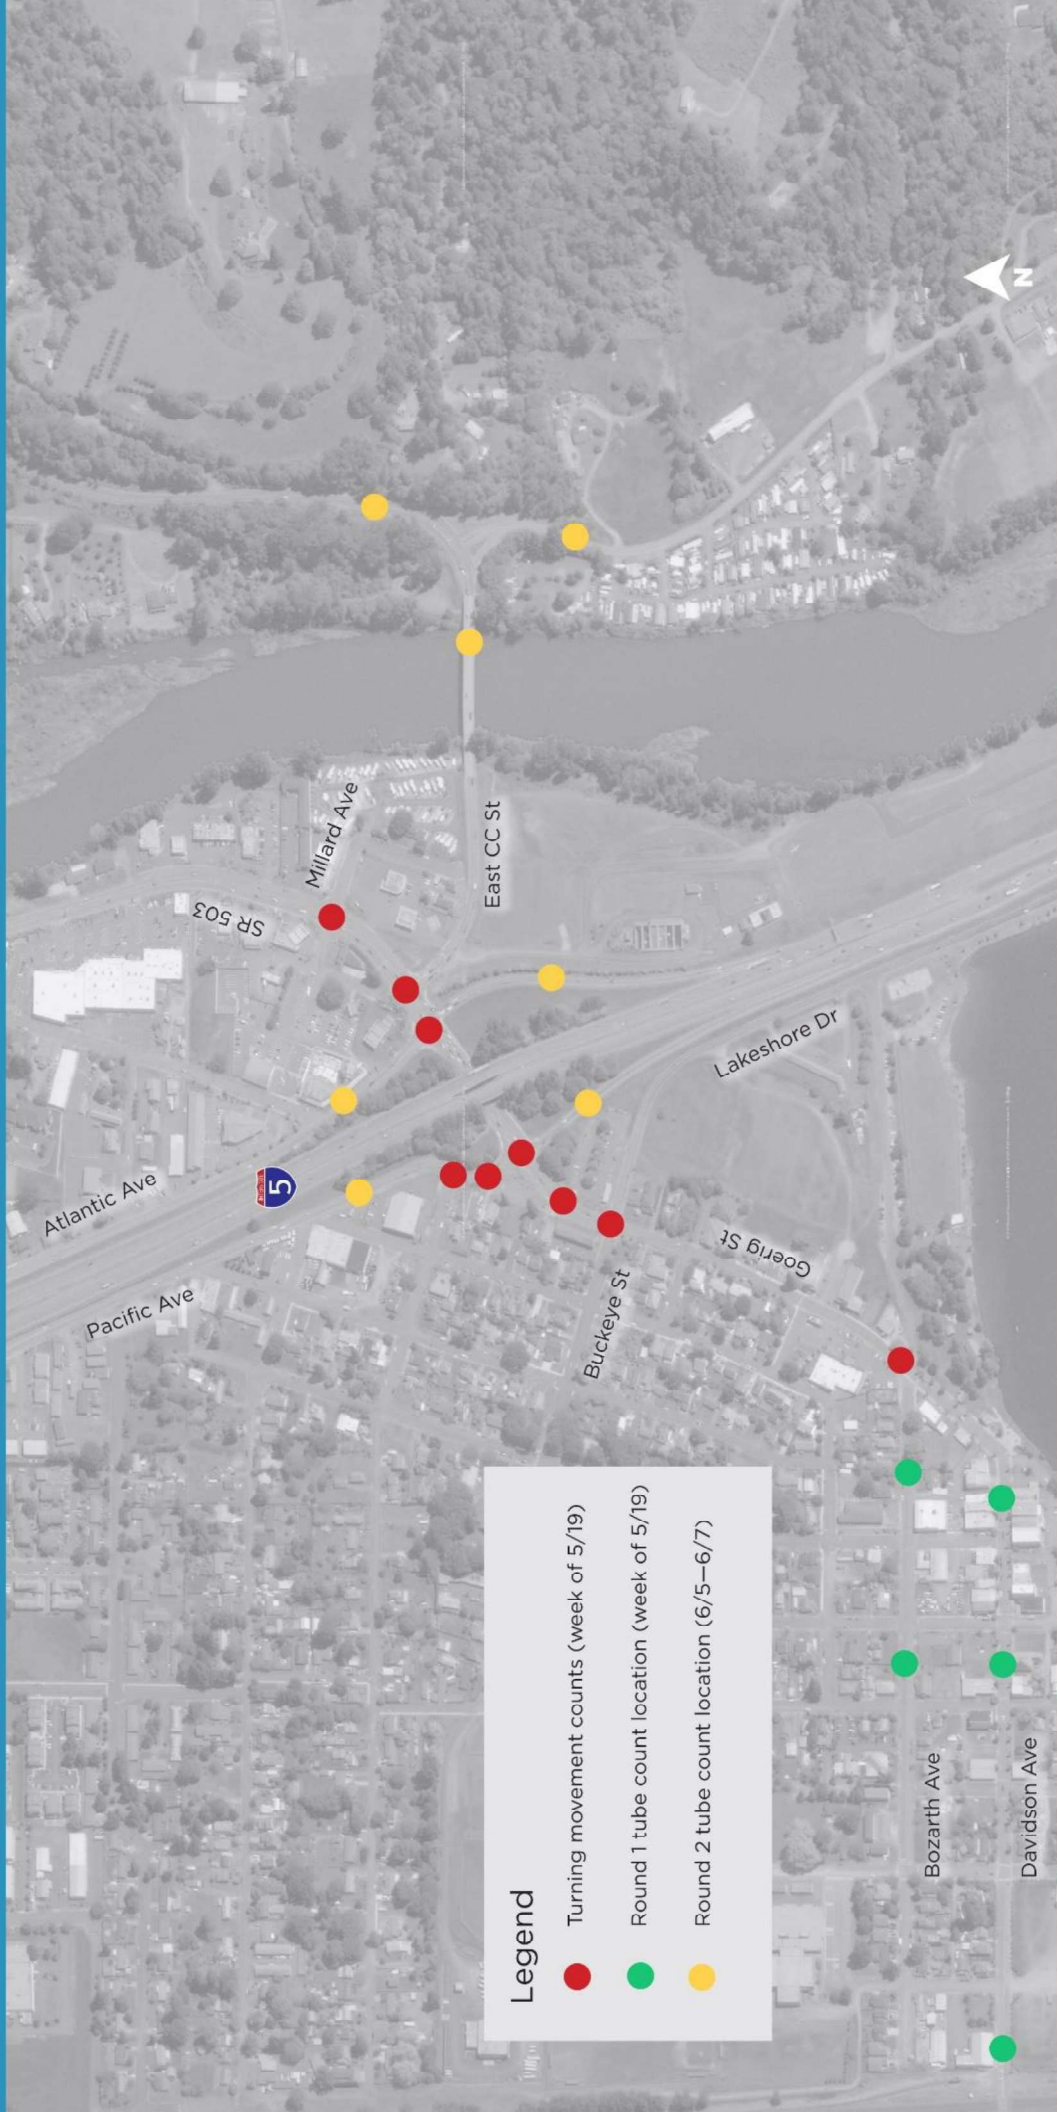 Atlantic Ave
Pacific Ave
5
SR 503
Millard Ave
East CC St
Lakeshore Dr
Goerig St
Buckeye St
Bozarth Ave
Davidson Ave
N
Legend
Turning movement counts (week of 5/19)
Round 1 tube count location (week of 5/19)
Round 2 tube count location (6/5–6/7)